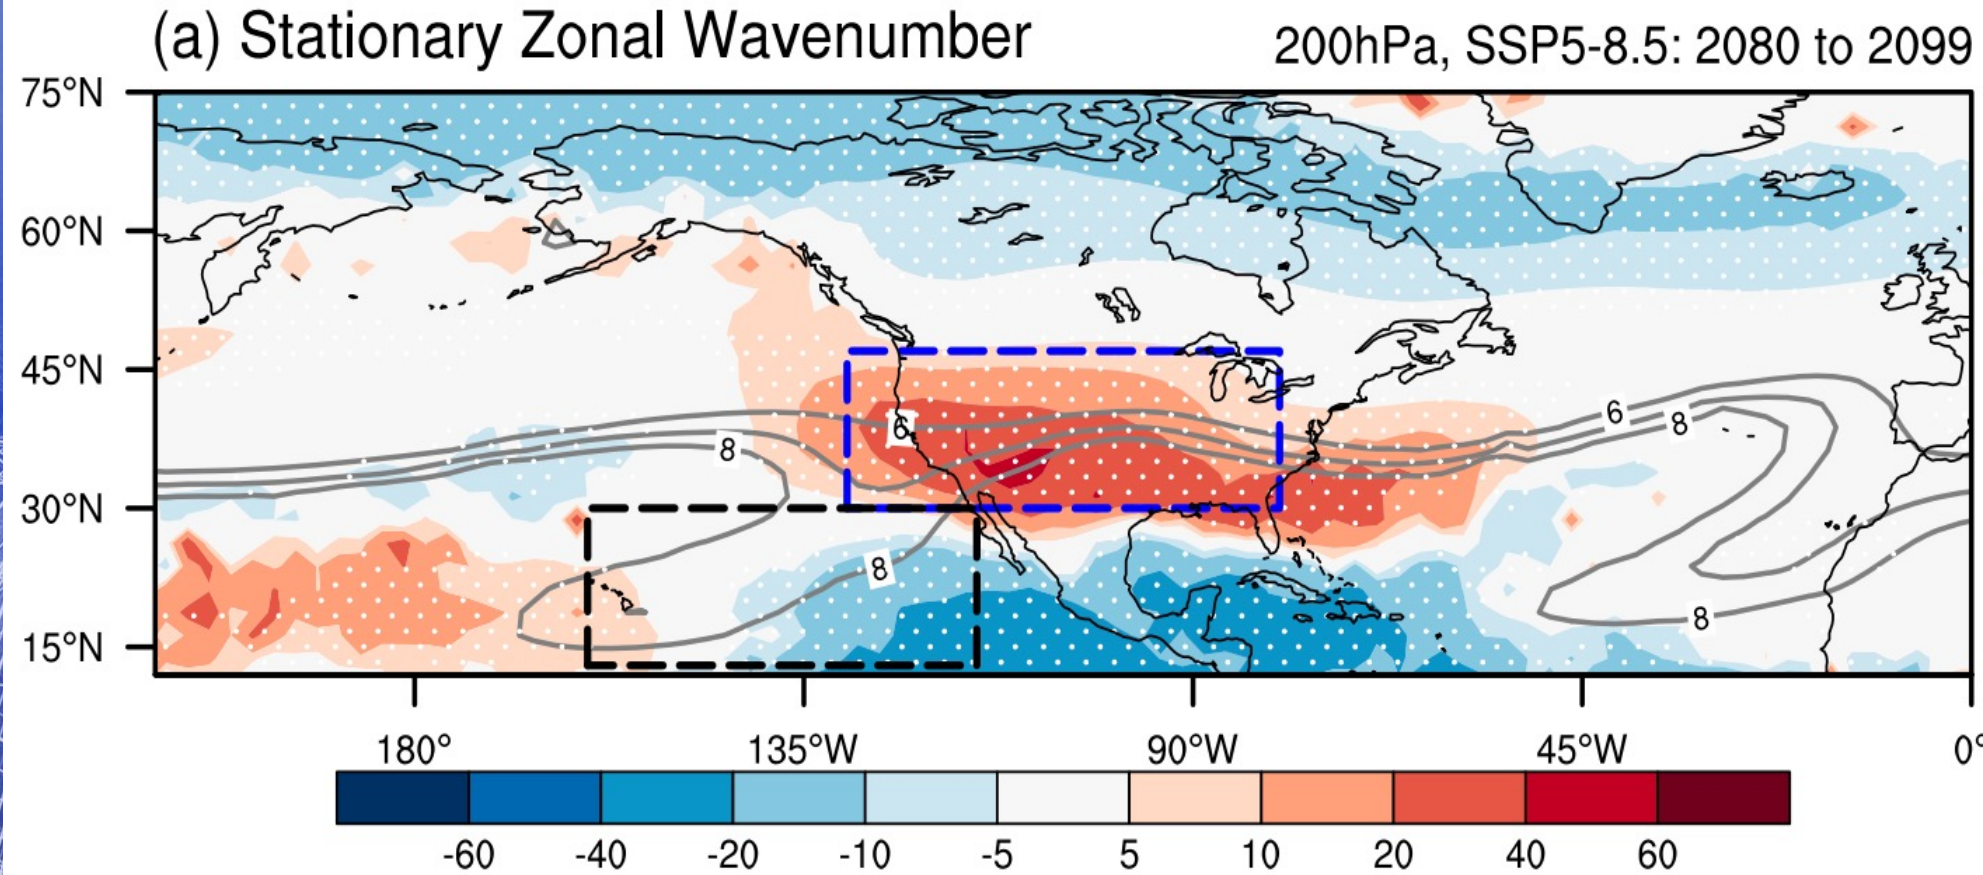 (a) Stationary Zonal Wavenumber 200hPa, SSP5-8.5: 2080 to 2099
75°N
60°N
45°N
30°N
15°N
6
8
8
6
8
8
180° 135°W 90°W 45°W 0°
-60 -40 -20 -10 -5 5 10 20 40 60